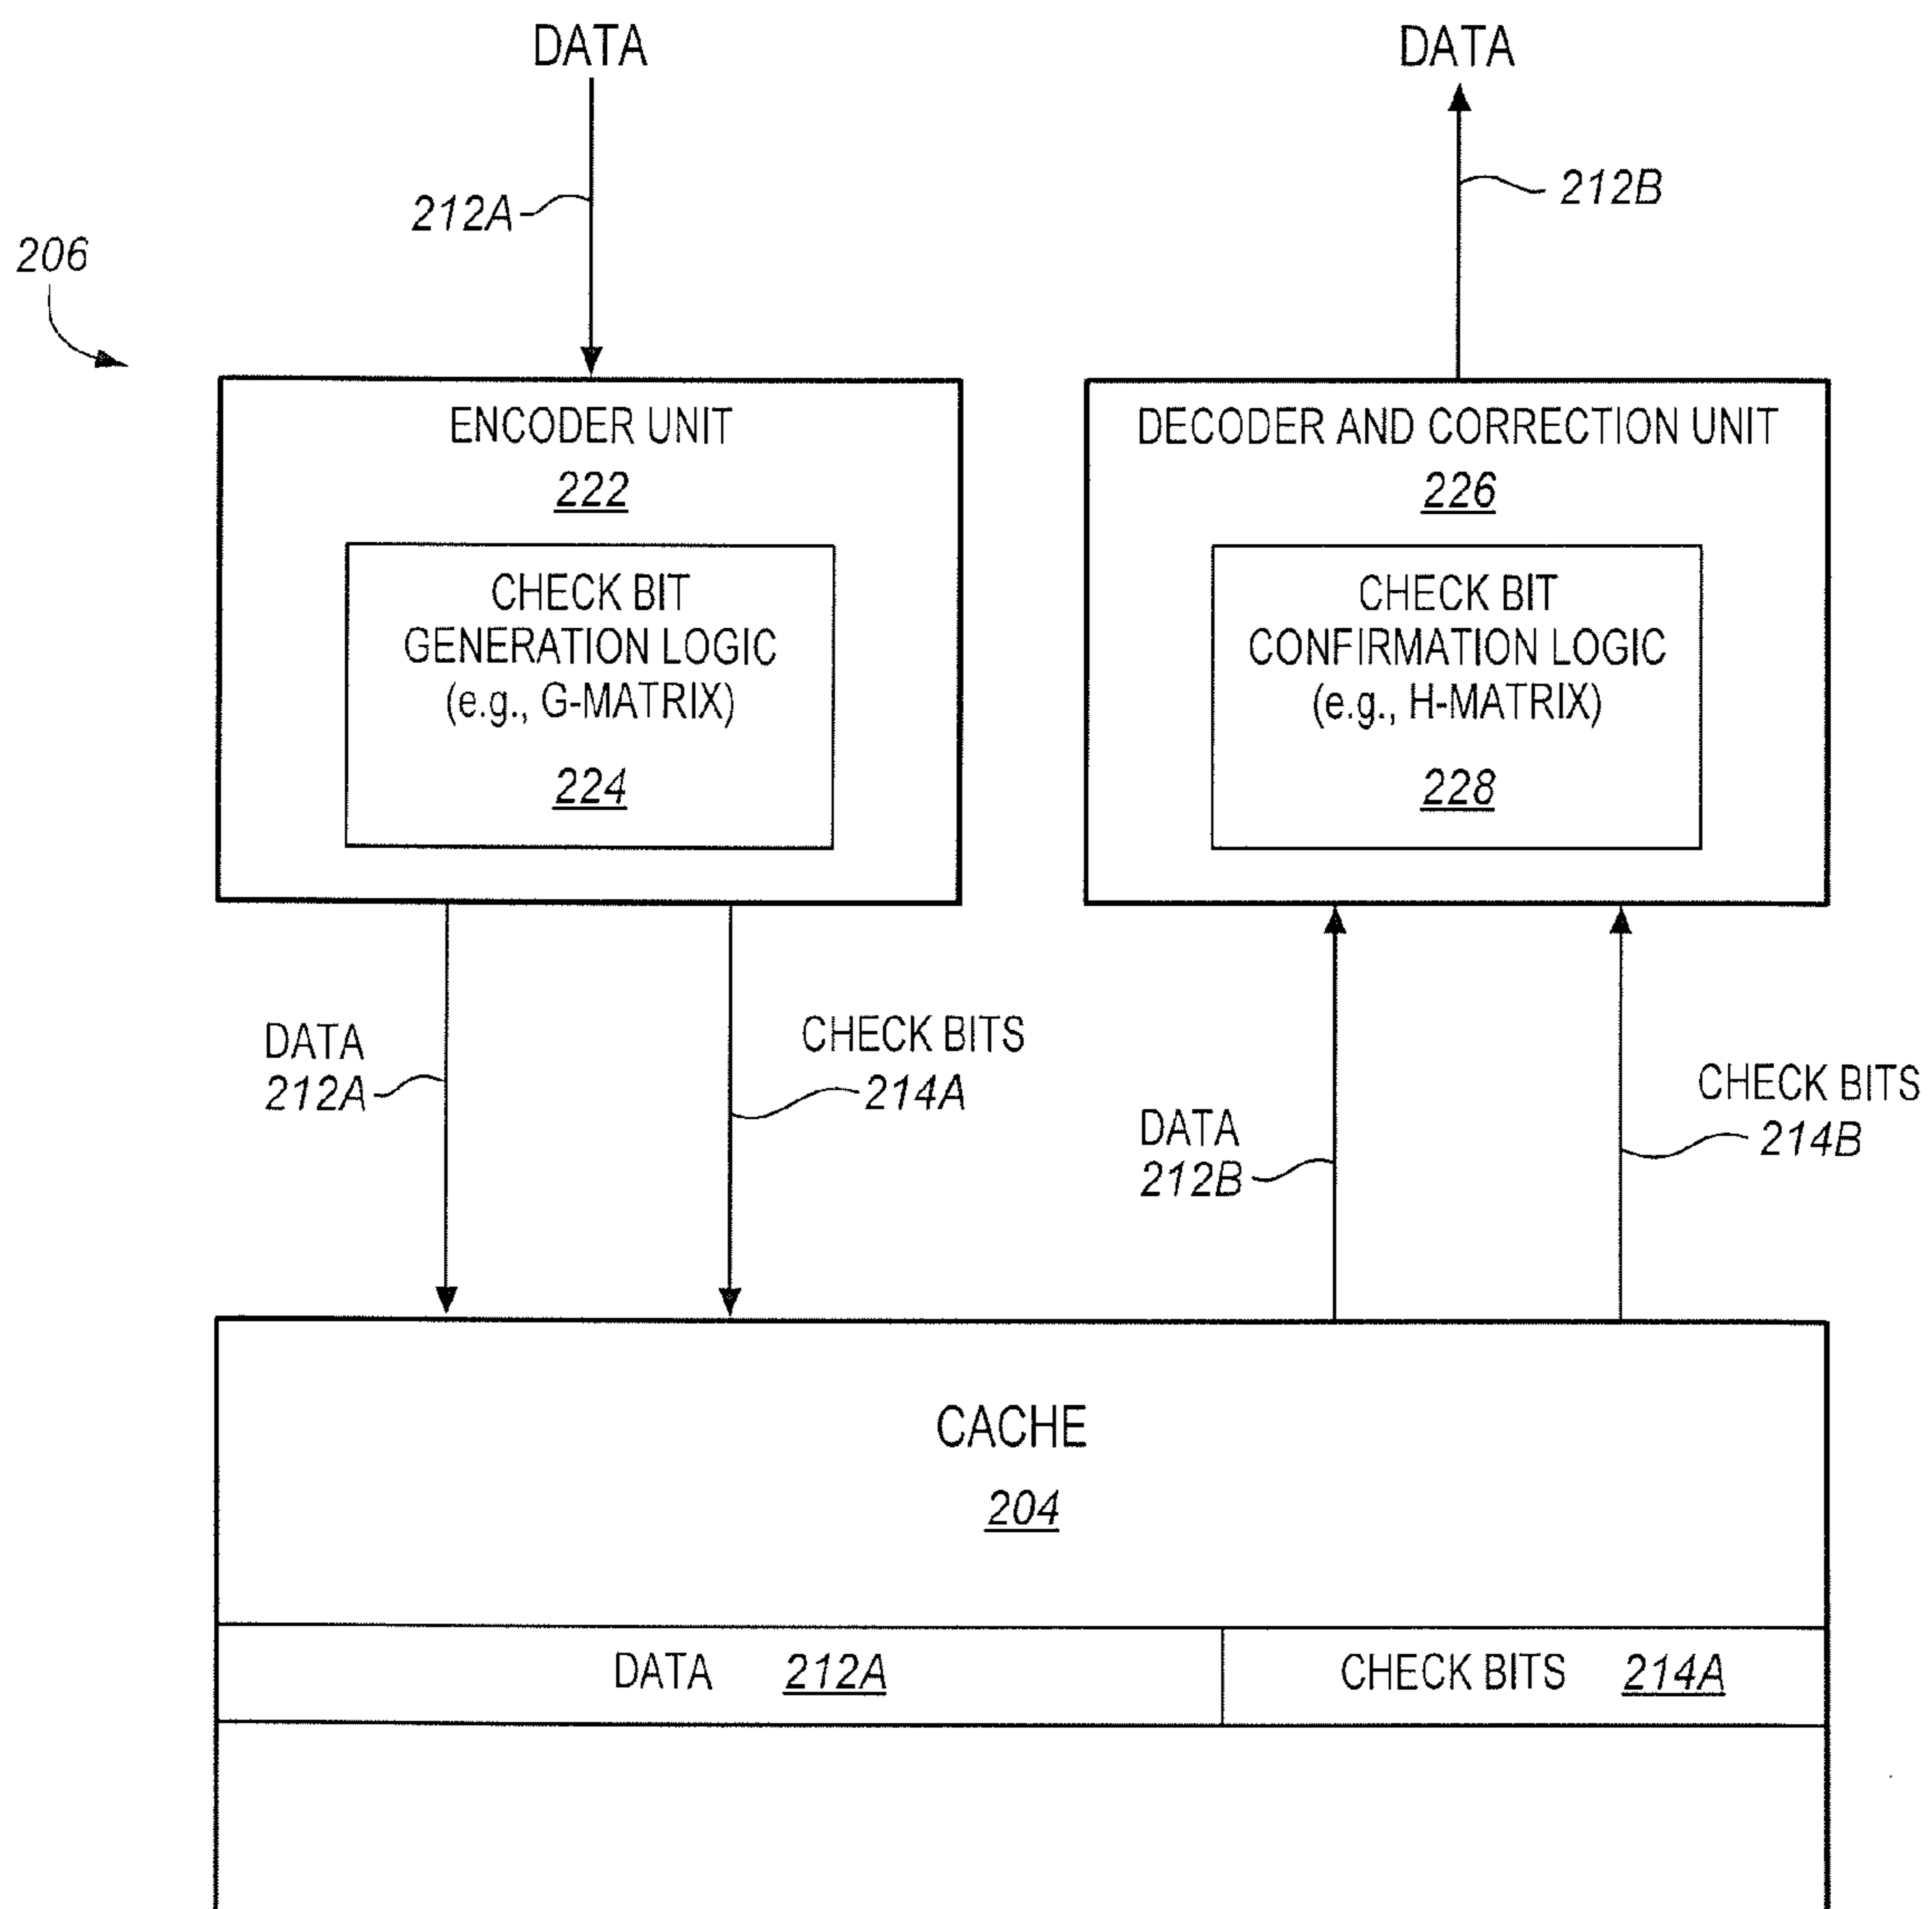 DATA
DATA
212A
212B
206
ENCODER UNIT
222
CHECK BIT
GENERATION LOGIC
(e.g., G-MATRIX)
224
DECODER AND CORRECTION UNIT
226
CHECK BIT
CONFIRMATION LOGIC
(e.g., H-MATRIX)
228
DATA
212A
CHECK BITS
214A
DATA
212B
CHECK BITS
214B
CACHE
204
DATA 212A
CHECK BITS 214A